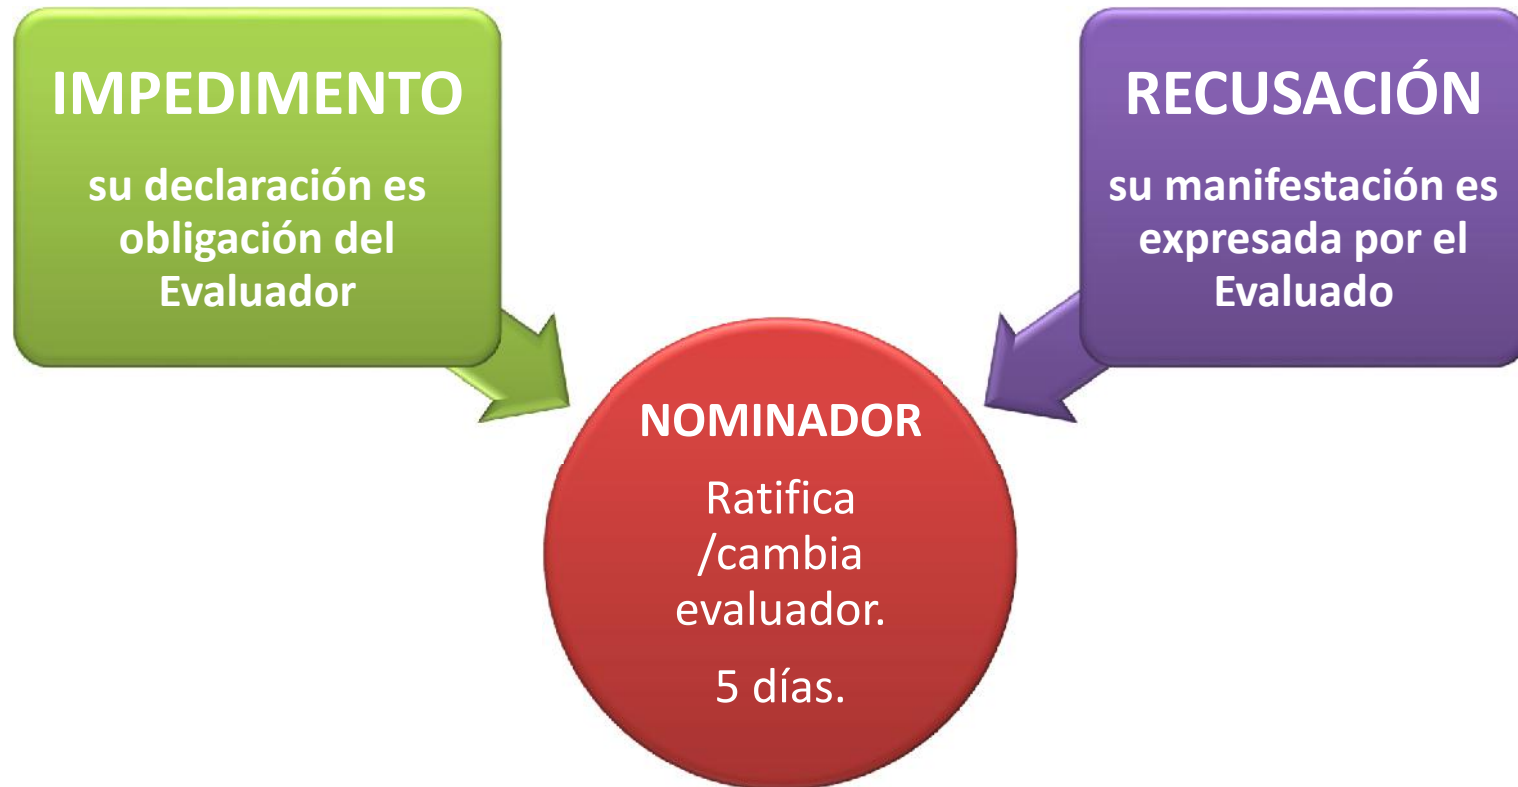 IMPEDIMENTO
su declaración es
obligación del
Evaluador
RECUSACIÓN
su manifestación es
expresada por el
Evaluado
NOMINADOR
Ratifica
/cambia
evaluador.
5 días.